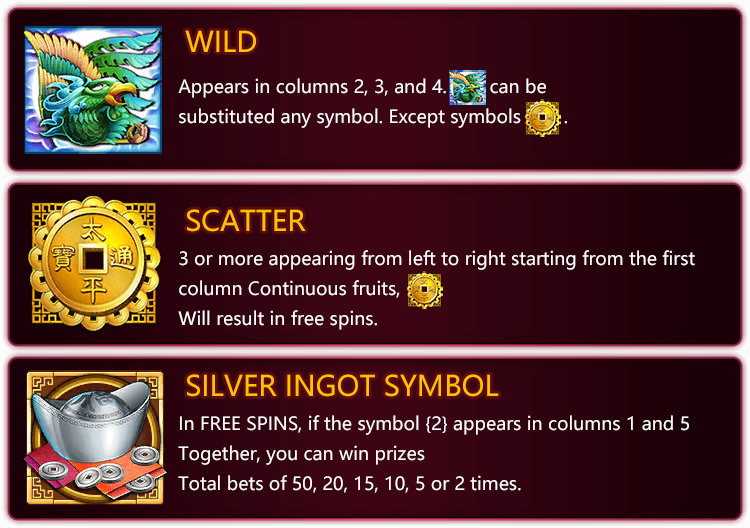 WILD
Appears in columns 2, 3, and 4. can be
substituted any symbol. Except symbols .
SCATTER
太
寶 通
平
3 or more appearing from left to right starting from the first
column Continuous fruits,
Will result in free spins.
SILVER INGOT SYMBOL
In FREE SPINS, if the symbol {2} appears in columns 1 and 5
Together, you can win prizes
Total bets of 50, 20, 15, 10, 5 or 2 times.